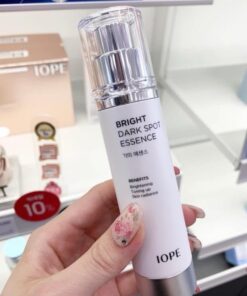 IOPE
BRIGHT
DARK SPOT
ESSENCE
기미 에센스
BENEFITS
Brightening
Toning up
Skin radiance
IOPE
10%